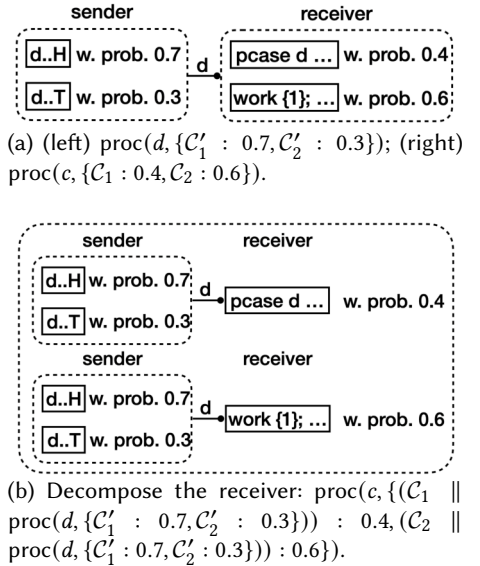 sender receiver
d..H w. prob. 0.7 d pcase d ... w. prob. 0.4
d..T w. prob. 0.3 work {1}; ... w. prob. 0.6
(a) (left) proc(d, {C′₁ : 0.7, C′₂ : 0.3}); (right)
proc(c, {C₁ : 0.4, C₂ : 0.6}).
sender receiver
d..H w. prob. 0.7 d pcase d ... w. prob. 0.4
d..T w. prob. 0.3
sender receiver
d..H w. prob. 0.7 d work {1}; ... w. prob. 0.6
d..T w. prob. 0.3
(b) Decompose the receiver: proc(c, {(C₁ ∥
proc(d, {C′₁ : 0.7, C′₂ : 0.3})) : 0.4, (C₂ ∥
proc(d, {C′₁ : 0.7, C′₂ : 0.3})) : 0.6}).